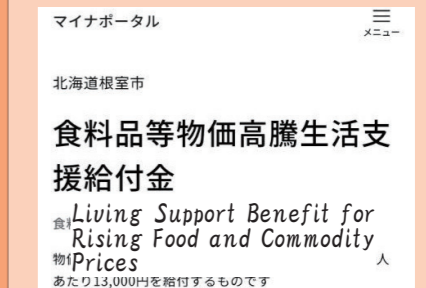 マイナポータル
メニュー
北海道根室市
食料品等物価高騰生活支
援給付金
食
Living Support Benefit for
Rising Food and Commodity
物 Prices 人
あたり13,000円を給付するものです